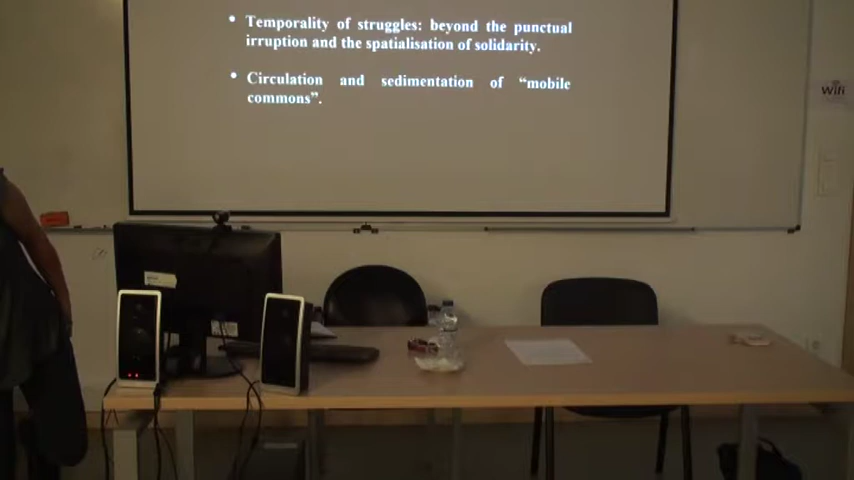 • Temporality of struggles: beyond the punctual
irruption and the spatialisation of solidarity.
• Circulation and sedimentation of “mobile
commons”.
wifi